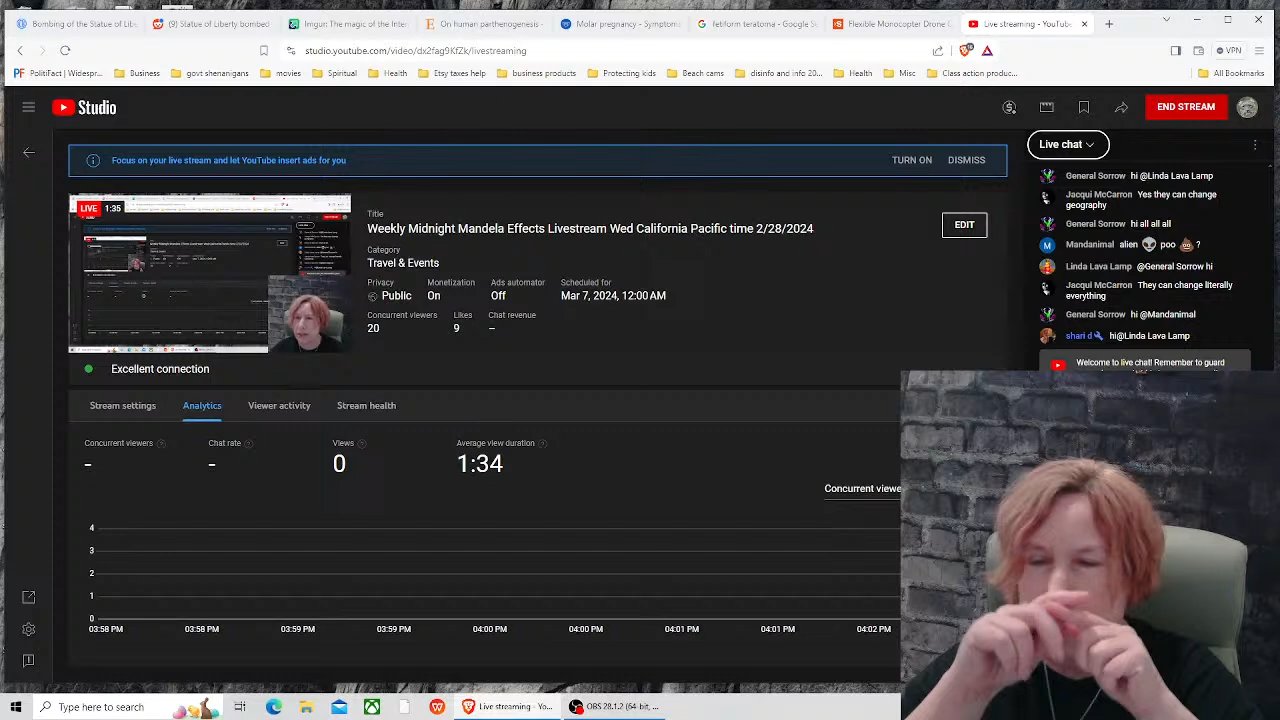 Bombing of the Statue of Lib
(9) Statue of Liberty bombed
Imgur: The magic of the Inter
On human parthenogenesis -
Molar pregnancy - Symptoms
fetiform teratoma - Google S
Flexible Monocopter Drone C
Live streaming - YouTube
studio.youtube.com/video/dx2fag9KfZk/livestreaming
VPN
PolitiFact | Widespr...
Business
govt shenigans
movies
Spiritual
Health
Etsy taxes help
business products
Protecting kids
Beach cams
disinfo and info 20...
Health
Misc
Class action produc...
All Bookmarks
Studio
END STREAM
Focus on your live stream and let YouTube insert ads for you
TURN ON
DISMISS
Live chat
LIVE
1:35
Title
Weekly Midnight Mandela Effects Livestream Wed California Pacific Time 2/28/2024
EDIT
Category
Travel & Events
Privacy
Monetization
Ads automator
Scheduled for
Public
On
Off
Mar 7, 2024, 12:00 AM
Concurrent viewers
Likes
Chat revenue
20
9
–
Excellent connection
General Sorrow hi @Linda Lava Lamp
Jacqui McCarron Yes they can change
geography
General Sorrow hi all all all
Mandanimal alien 👽 poo 💩 ?
Linda Lava Lamp @General Sorrow hi
Jacqui McCarron They can change literally
everything
General Sorrow hi @Mandanimal
shari d hi@Linda Lava Lamp
Welcome to live chat! Remember to guard
Stream settings
Analytics
Viewer activity
Stream health
Concurrent viewers
Chat rate
Views
Average view duration
-
-
0
1:34
Concurrent viewe
4
3
2
1
0
03:58 PM
03:58 PM
03:59 PM
03:59 PM
04:00 PM
04:00 PM
04:01 PM
04:01 PM
04:02 PM
Type here to search
Live streaming - Yo...
OBS 28.1.2 (64-bit, ...